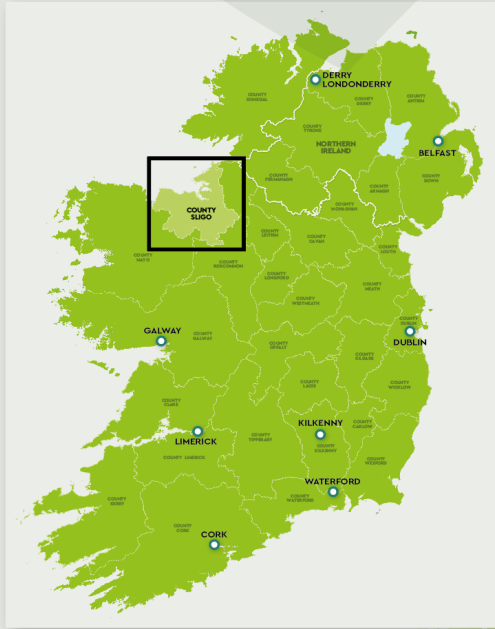 DERRY
LONDONDERRY
COUNTY
DONEGAL
COUNTY
DERRY
COUNTY
ANTRIM
COUNTY
TYRONE
NORTHERN
IRELAND
BELFAST
COUNTY
FERMANAGH
COUNTY
DOWN
COUNTY
ARMAGH
COUNTY
MONAGHAN
COUNTY
SLIGO
COUNTY
LEITRIM
COUNTY
CAVAN
COUNTY
LOUTH
COUNTY
MAYO
COUNTY
ROSCOMMON
COUNTY
LONGFORD
COUNTY
MEATH
COUNTY
WESTMEATH
COUNTY
DUBLIN
DUBLIN
GALWAY
COUNTY
GALWAY
COUNTY
OFFALY
COUNTY
KILDARE
COUNTY
LAOIS
COUNTY
WICKLOW
COUNTY
CLARE
KILKENNY
COUNTY
CARLOW
LIMERICK
COUNTY
TIPPERARY
COUNTY
KILKENNY
COUNTY LIMERICK
COUNTY
WEXFORD
WATERFORD
COUNTY
WATERFORD
COUNTY
KERRY
COUNTY
CORK
CORK